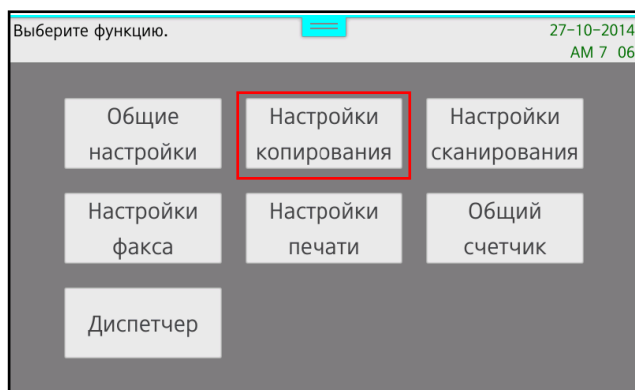 Выберите функцию.
27-10-2014
AM 7 06
Общие
настройки
Настройки
копирования
Настройки
сканирования
Настройки
факса
Настройки
печати
Общий
счетчик
Диспетчер